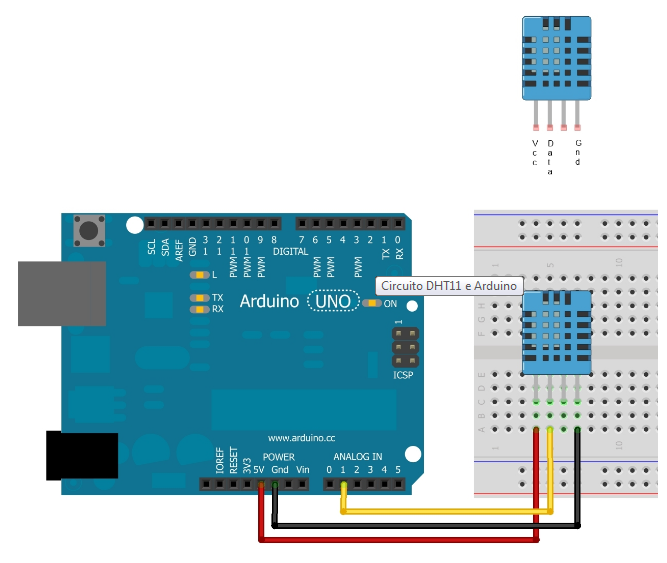 Vcc
Data
Gnd
SCL
SDA
AREF
GND
13
12
PWM~11
PWM~10
PWM~9
8
DIGITAL
7
PWM 6
PWM 5
4
PWM 3
2
TX 1
RX 0
L
TX
RX
Arduino UNO
ON
Circuito DHT11 e Arduino
1
ICSP
www.arduino.cc
POWER
ANALOG IN
IOREF
RESET
3V3
5V Gnd Vin
0 1 2 3 4 5
1
5
10
H
G
F
E
D
C
B
A
1
10